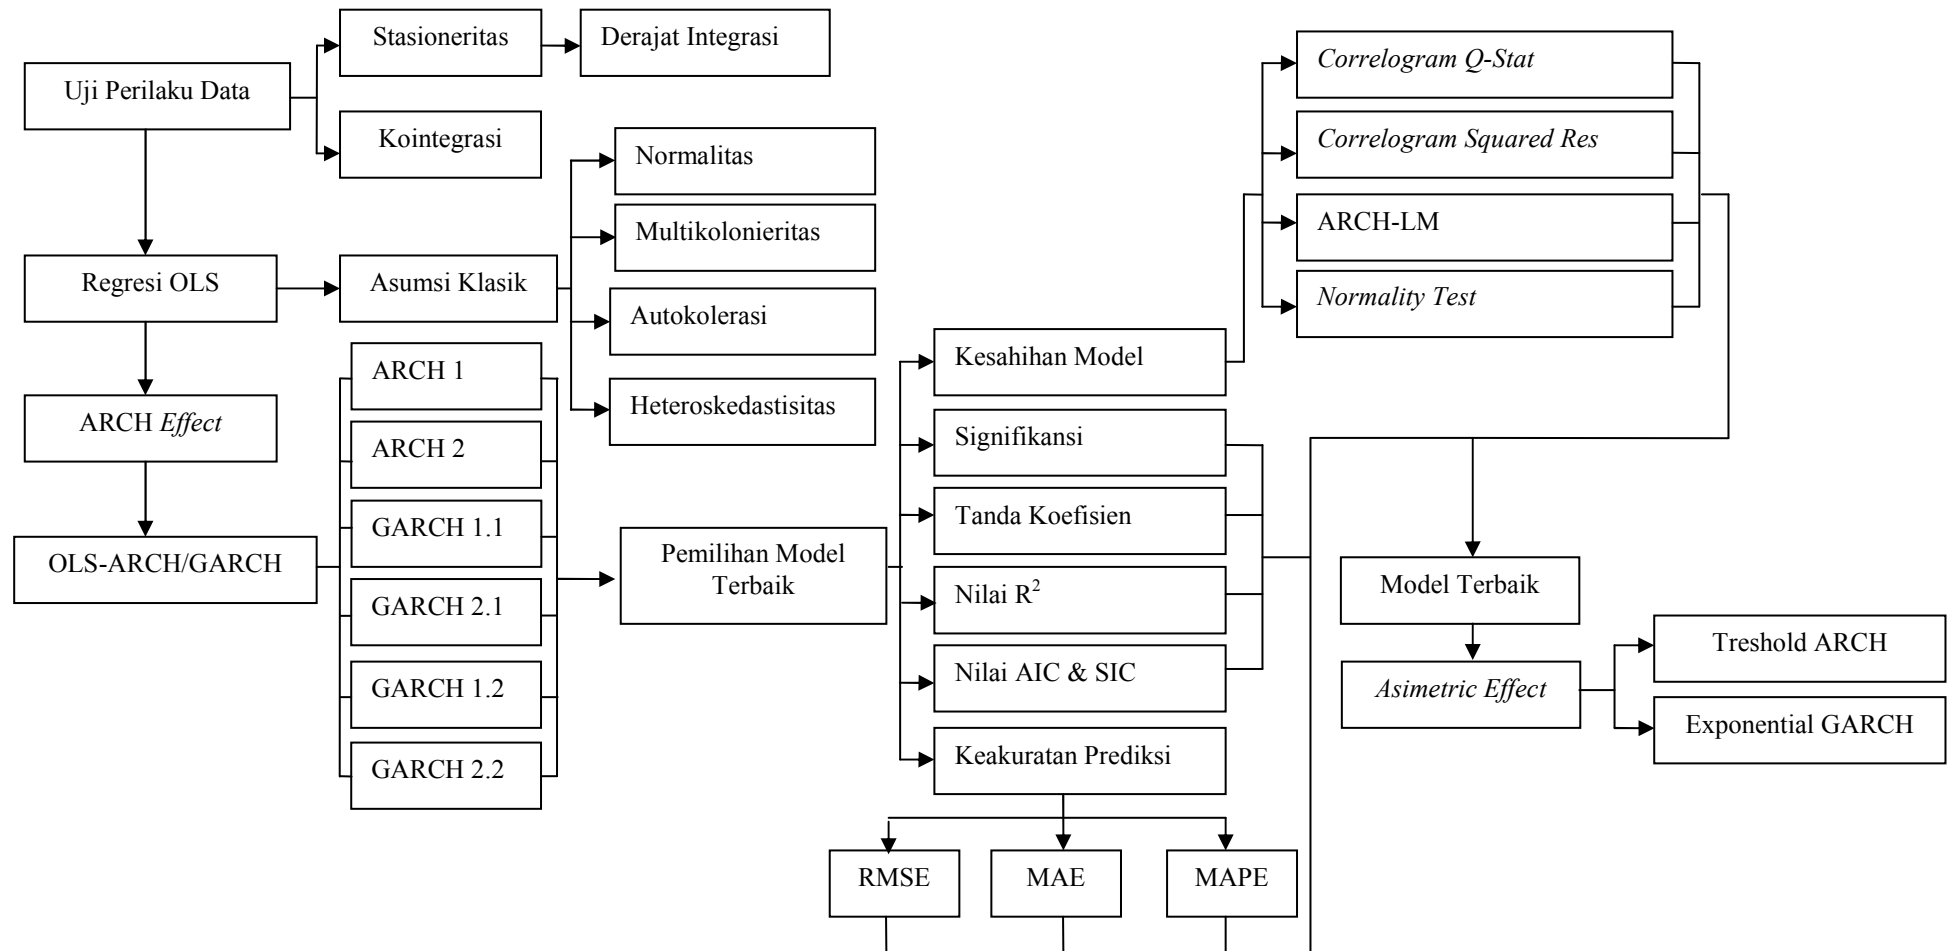 Uji Perilaku Data
Stasioneritas
Derajat Integrasi
Kointegrasi
Regresi OLS
Asumsi Klasik
Normalitas
Multikolonieritas
Autokolerasi
Heteroskedastisitas
ARCH Effect
OLS-ARCH/GARCH
ARCH 1
ARCH 2
GARCH 1.1
GARCH 2.1
GARCH 1.2
GARCH 2.2
Pemilihan Model
Terbaik
Kesahihan Model
Signifikansi
Tanda Koefisien
Nilai R²
Nilai AIC & SIC
Keakuratan Prediksi
RMSE
MAE
MAPE
Correlogram Q-Stat
Correlogram Squared Res
ARCH-LM
Normality Test
Model Terbaik
Asimetric Effect
Treshold ARCH
Exponential GARCH